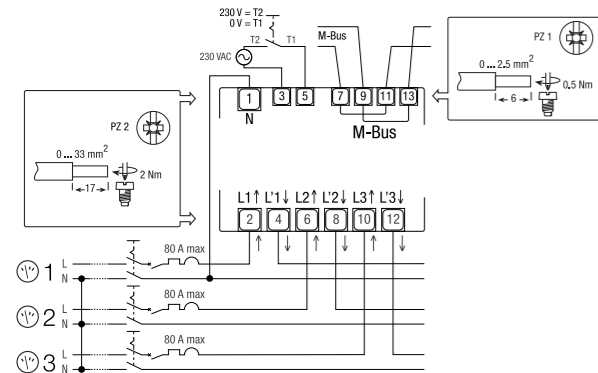 230 V = T2
0 V = T1
T2 T1
230 VAC
M-Bus
PZ 1
0 ... 2.5 mm²
0.5 Nm
6
1 3 5 7 9 11 13
N
M-Bus
PZ 2
0 ... 33 mm²
2 Nm
17
L1↑ L'1↓ L2↑ L'2↓ L3↑ L'3↓
2 4 6 8 10 12
80 A max
1 L
N
80 A max
2 L
N
80 A max
3 L
N